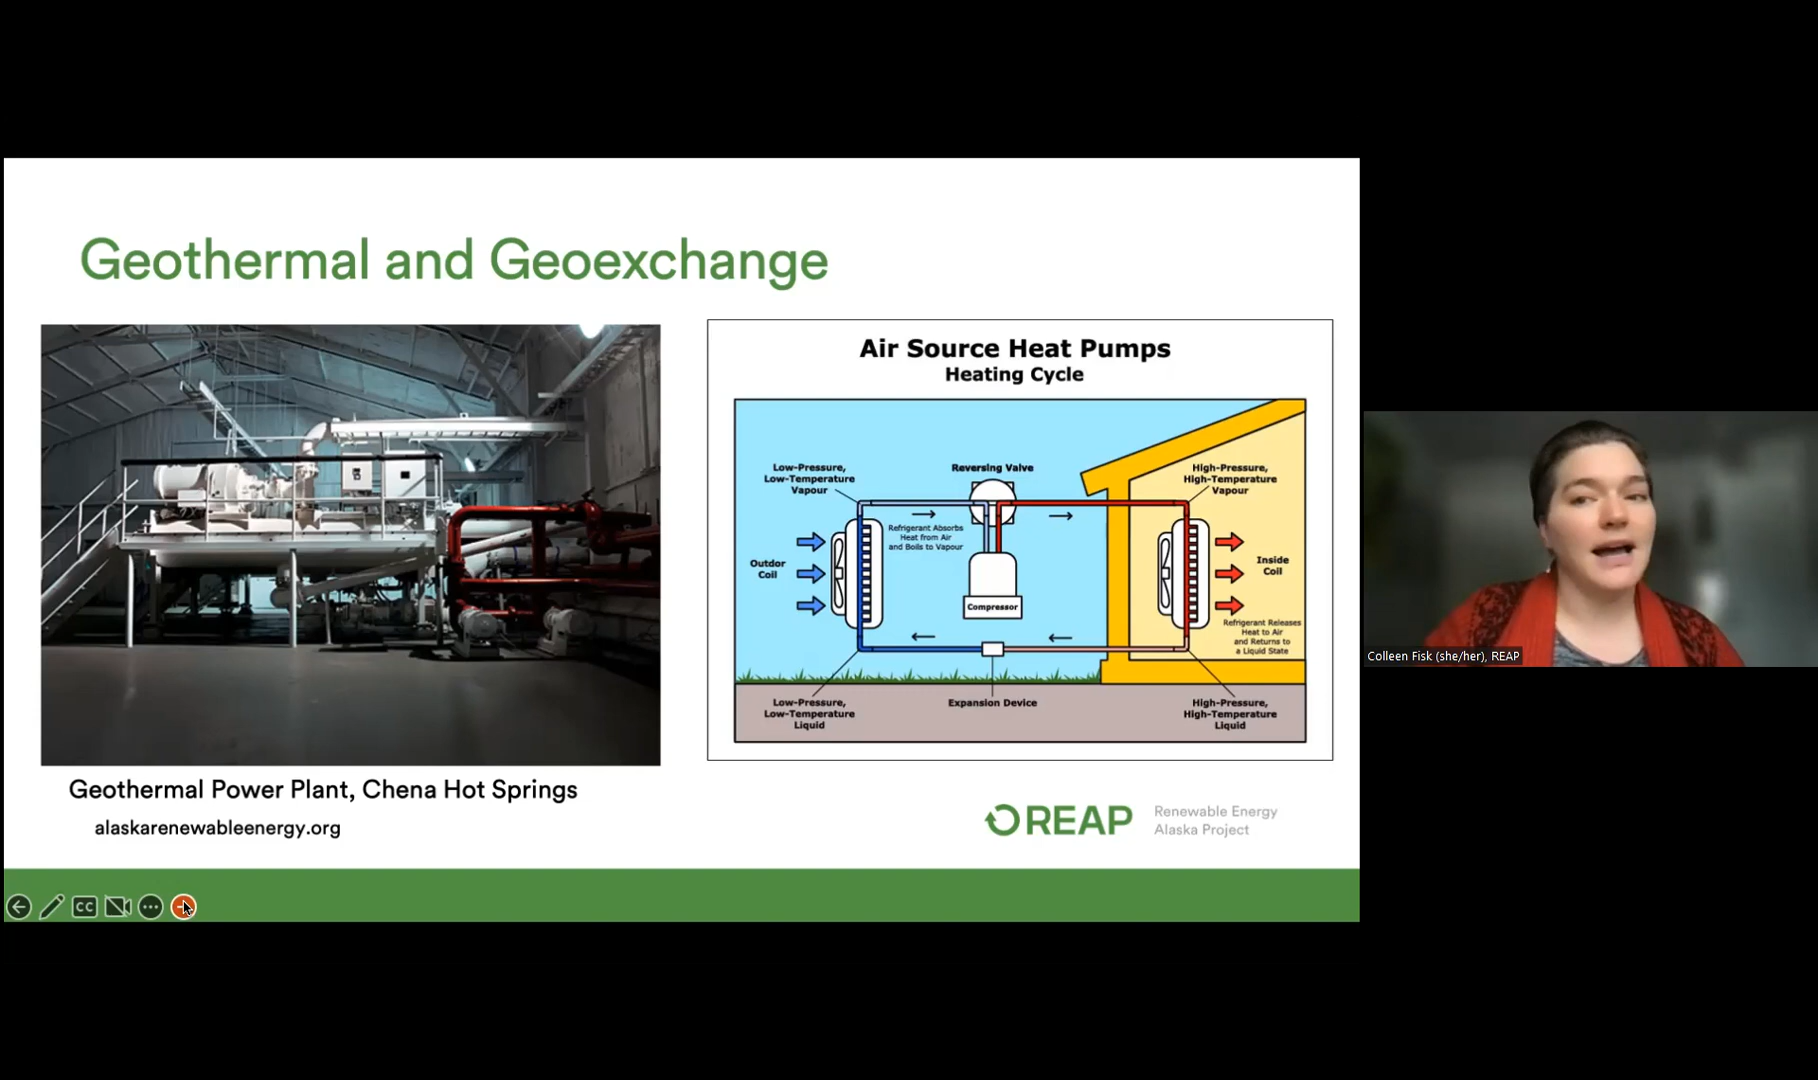 Geothermal and Geoexchange
Air Source Heat Pumps
Heating Cycle
Low-Pressure,
Low-Temperature
Vapour
Reversing Valve
High-Pressure,
High-Temperature
Vapour
Refrigerant Absorbs
Heat from Air
and Boils to Vapour
Outdor
Coil
Compressor
Inside
Coil
Refrigerant Releases
Heat to Air
and Returns to
a Liquid State
Low-Pressure,
Low-Temperature
Liquid
Expansion Device
High-Pressure,
High-Temperature
Liquid
Geothermal Power Plant, Chena Hot Springs
alaskarenewableenergy.org
REAP
Renewable Energy
Alaska Project
CC
Colleen Fisk (she/her), REAP